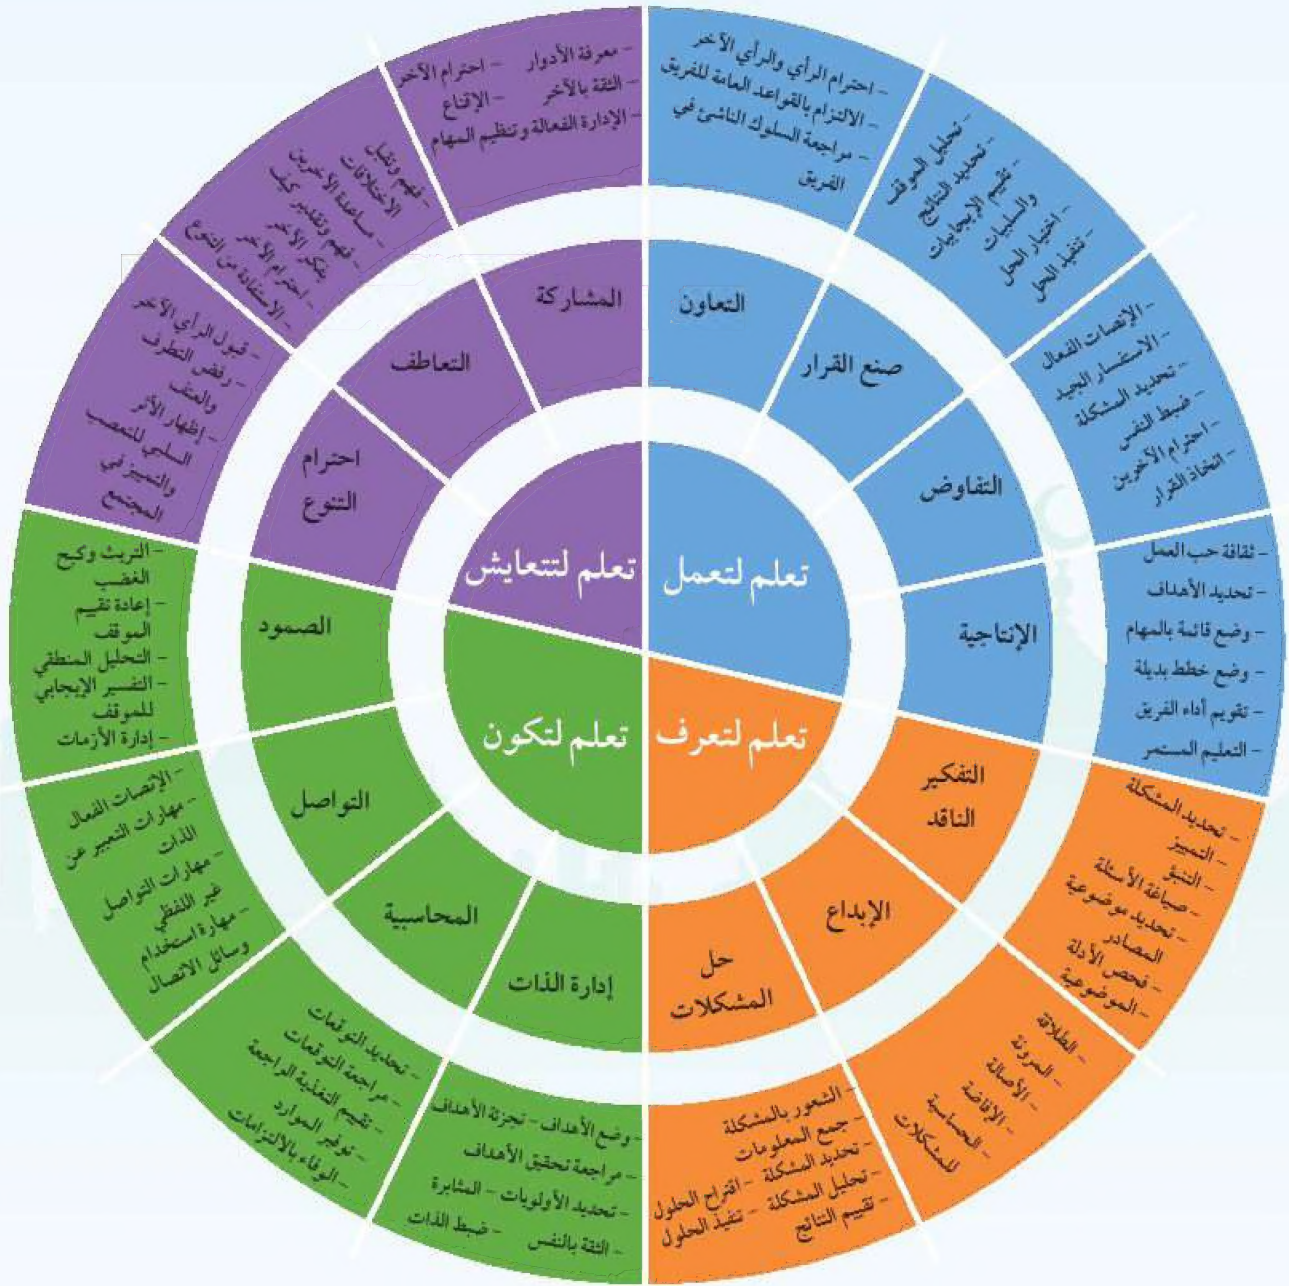 تعلم لتعمل
تعلم لتعرف
تعلم لتكون
تعلم لتتعايش
التعاون
– احترام الرأي والرأي الآخر
– الالتزام بالقواعد العامة للفريق
– مراجعة السلوك الناشئ في
الفريق
صنع القرار
– تحليل الموقف
– تحديد النتائج
– تقييم الإيجابيات
والسلبيات
– اختيار الحل
– تنفيذ الحل
التفاوض
– الإنصات الفعال
– الاستفسار الجيد
– تحديد المشكلة
– ضبط النفس
– احترام الآخرين
– اتخاذ القرار
الإنتاجية
– ثقافة حب العمل
– تحديد الأهداف
– وضع قائمة بالمهام
– وضع خطط بديلة
– تقويم أداء الفريق
– التعليم المستمر
التفكير
الناقد
– تحديد المشكلة
– التمييز
– التنبؤ
– صياغة الأسئلة
– تحديد موضوعية
المصادر
– فحص الأدلة
– الموضوعية
الإبداع
– الطلاقة
– المرونة
– الأصالة
– الإفاضة
– الحساسية
للمشكلات
حل
المشكلات
– الشعور بالمشكلة
– جمع المعلومات
– تحديد المشكلة – اقتراح الحلول
– تحليل المشكلة – تنفيذ الحلول
– تقييم النتائج
إدارة الذات
– وضع الأهداف – تجزئة الأهداف
– مراجعة تحقيق الأهداف
– تحديد الأولويات – المثابرة
– الثقة بالنفس – ضبط الذات
المحاسبية
– تحديد التوقعات
– مراجعة التوقعات
– تقييم التغذية الراجعة
– توفير الموارد
– الوفاء بالالتزامات
التواصل
– الإنصات الفعال
– مهارات التعبير عن
الذات
– مهارات التواصل
غير اللفظي
– مهارة استخدام
وسائل الاتصال
الصمود
– التريث وكبح
الغضب
– إعادة تقييم
الموقف
– التحليل المنطقي
– التفسير الإيجابي
للموقف
– إدارة الأزمات
احترام
التنوع
– قبول الرأي الآخر
– رفض التطرف
والعنف
– إظهار الأثر
السلبي للتعصب
والتمييز في
المجتمع
التعاطف
– فهم وتقبل
الاختلافات
– مساعدة الآخرين
– فهم وتقدير كيف
يفكر الآخر
– احترام الآخر
– الاستفادة من التنوع
المشاركة
– معرفة الأدوار – احترام الآخر
– الثقة بالآخر – الإقناع
– الإدارة الفعالة وتنظيم المهام